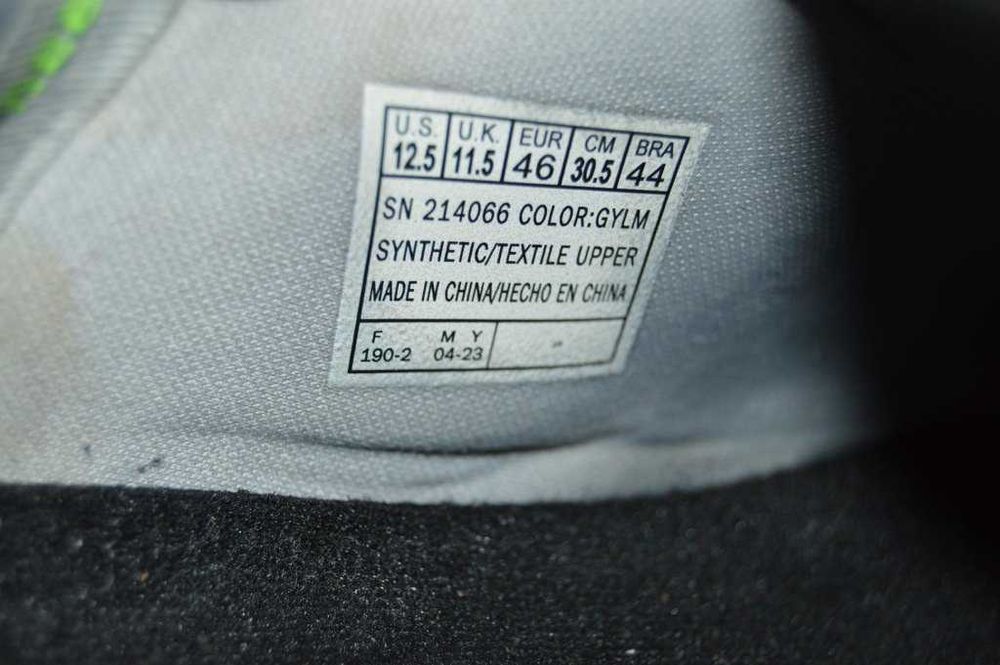 U.S. U.K. EUR CM BRA
12.5 11.5 46 30.5 44
SN 214066 COLOR:GYLM
SYNTHETIC/TEXTILE UPPER
MADE IN CHINA/HECHO EN CHINA
F M Y
190-2 04-23